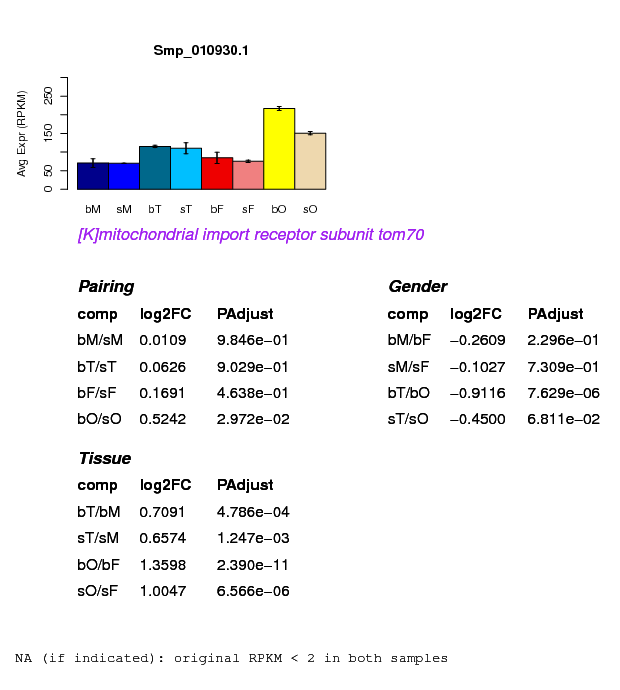 Smp_010930.1
Avg Expr (RPKM)
0 50 150 250
bM sM bT sT bF sF bO sO
[K]mitochondrial import receptor subunit tom70
Pairing
comp log2FC PAdjust
bM/sM 0.0109 9.846e−01
bT/sT 0.0626 9.029e−01
bF/sF 0.1691 4.638e−01
bO/sO 0.5242 2.972e−02
Gender
comp log2FC PAdjust
bM/bF −0.2609 2.296e−01
sM/sF −0.1027 7.309e−01
bT/bO −0.9116 7.629e−06
sT/sO −0.4500 6.811e−02
Tissue
comp log2FC PAdjust
bT/bM 0.7091 4.786e−04
sT/sM 0.6574 1.247e−03
bO/bF 1.3598 2.390e−11
sO/sF 1.0047 6.566e−06
NA (if indicated): original RPKM < 2 in both samples